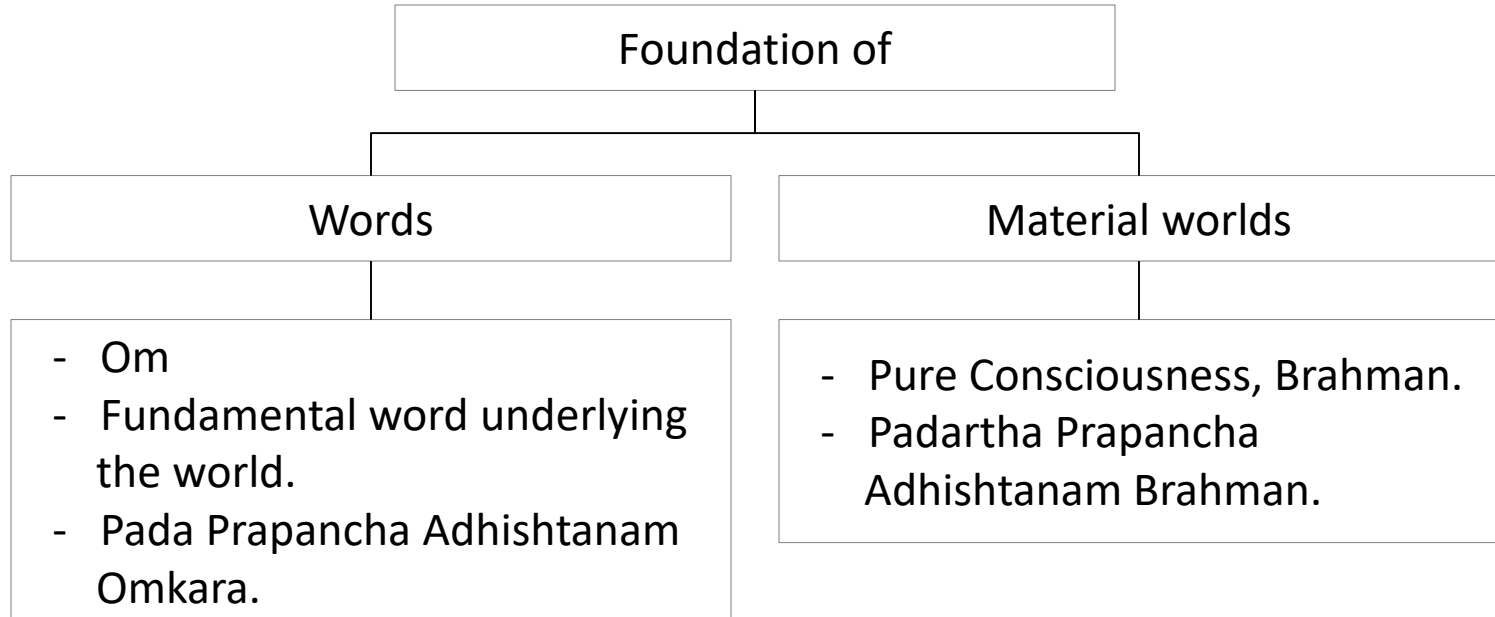 Foundation of
Words
Material worlds
- Om
- Fundamental word underlying
the world.
- Pada Prapancha Adhishtanam
Omkara.
- Pure Consciousness, Brahman.
- Padartha Prapancha
Adhishtanam Brahman.